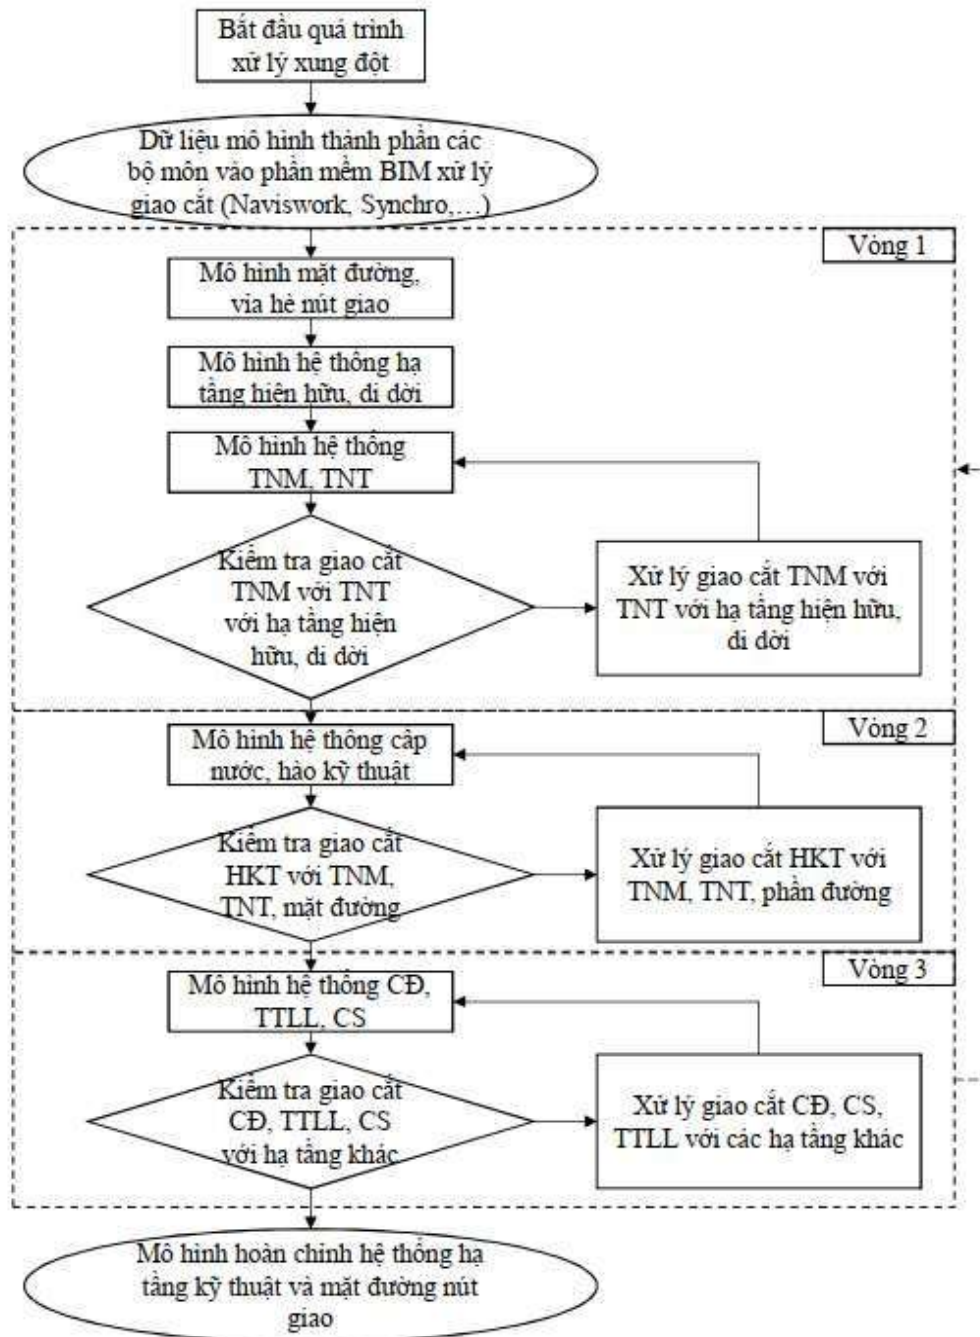 Bắt đầu quá trình
xử lý xung đột
Dữ liệu mô hình thành phần các
bộ môn vào phần mềm BIM xử lý
giao cắt (Naviswork, Synchro,…)
Vòng 1
Mô hình mặt đường,
vỉa hè nút giao
Mô hình hệ thống hạ
tầng hiện hữu, di dời
Mô hình hệ thống
TNM, TNT
Kiểm tra giao cắt
TNM với TNT
với hạ tầng hiện
hữu, di dời
Xử lý giao cắt TNM với
TNT với hạ tầng hiện hữu,
di dời
Vòng 2
Mô hình hệ thống cấp
nước, hào kỹ thuật
Kiểm tra giao cắt
HKT với TNM,
TNT, mặt đường
Xử lý giao cắt HKT với
TNM, TNT, phần đường
Vòng 3
Mô hình hệ thống CĐ,
TTLL, CS
Kiểm tra giao cắt
CĐ, TTLL, CS
với hạ tầng khác
Xử lý giao cắt CĐ, CS,
TTLL với các hạ tầng khác
Mô hình hoàn chỉnh hệ thống hạ
tầng kỹ thuật và mặt đường nút
giao